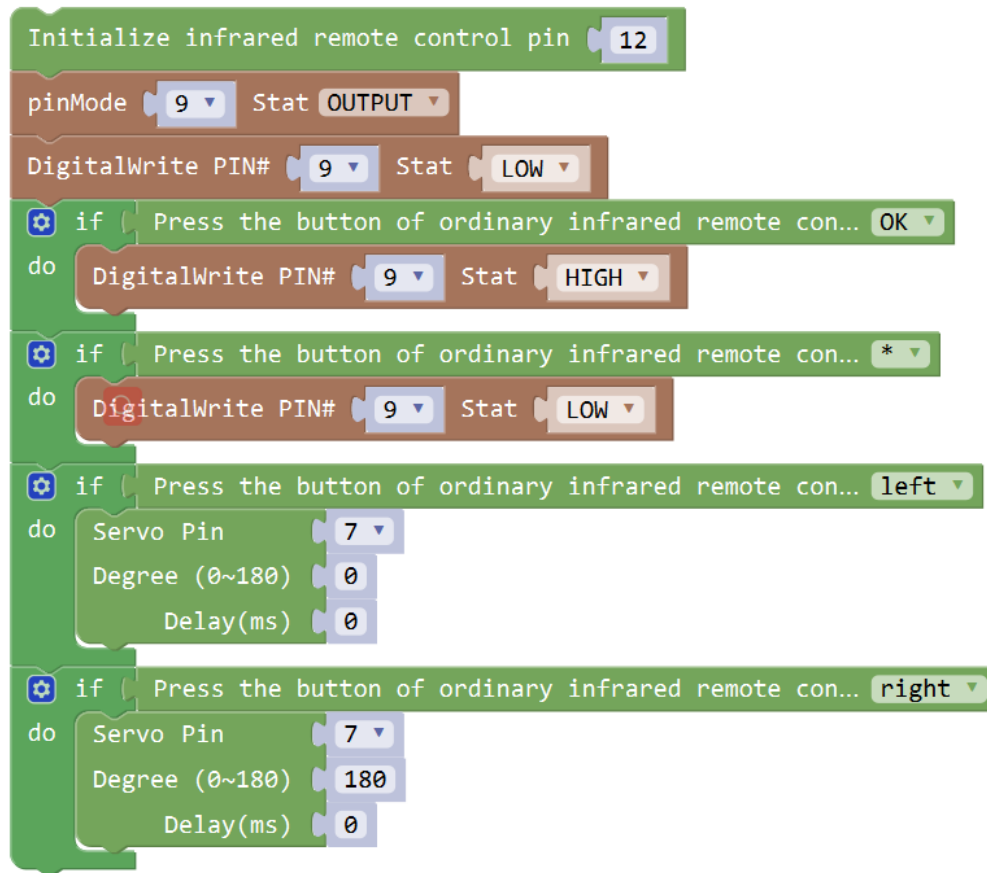 Initialize infrared remote control pin 12
pinMode 9 Stat OUTPUT
DigitalWrite PIN# 9 Stat LOW
if Press the button of ordinary infrared remote con... OK
do DigitalWrite PIN# 9 Stat HIGH
if Press the button of ordinary infrared remote con... *
do DigitalWrite PIN# 9 Stat LOW
if Press the button of ordinary infrared remote con... left
do Servo Pin 7
Degree (0~180) 0
Delay(ms) 0
if Press the button of ordinary infrared remote con... right
do Servo Pin 7
Degree (0~180) 180
Delay(ms) 0